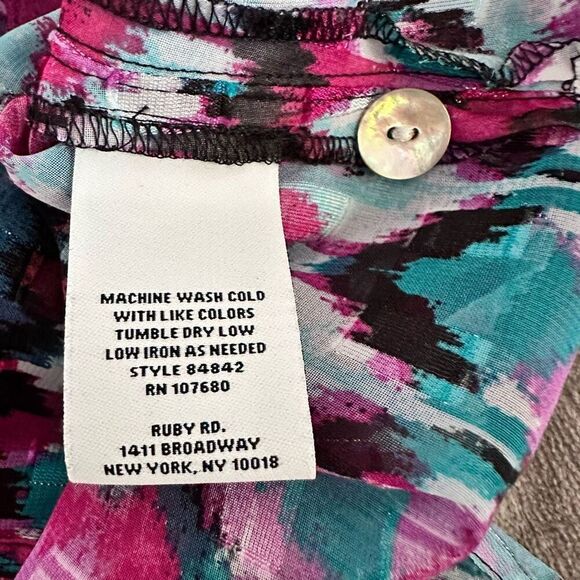 MACHINE WASH COLD
WITH LIKE COLORS
TUMBLE DRY LOW
LOW IRON AS NEEDED
STYLE 84842
RN 107680
RUBY RD.
1411 BROADWAY
NEW YORK, NY 10018